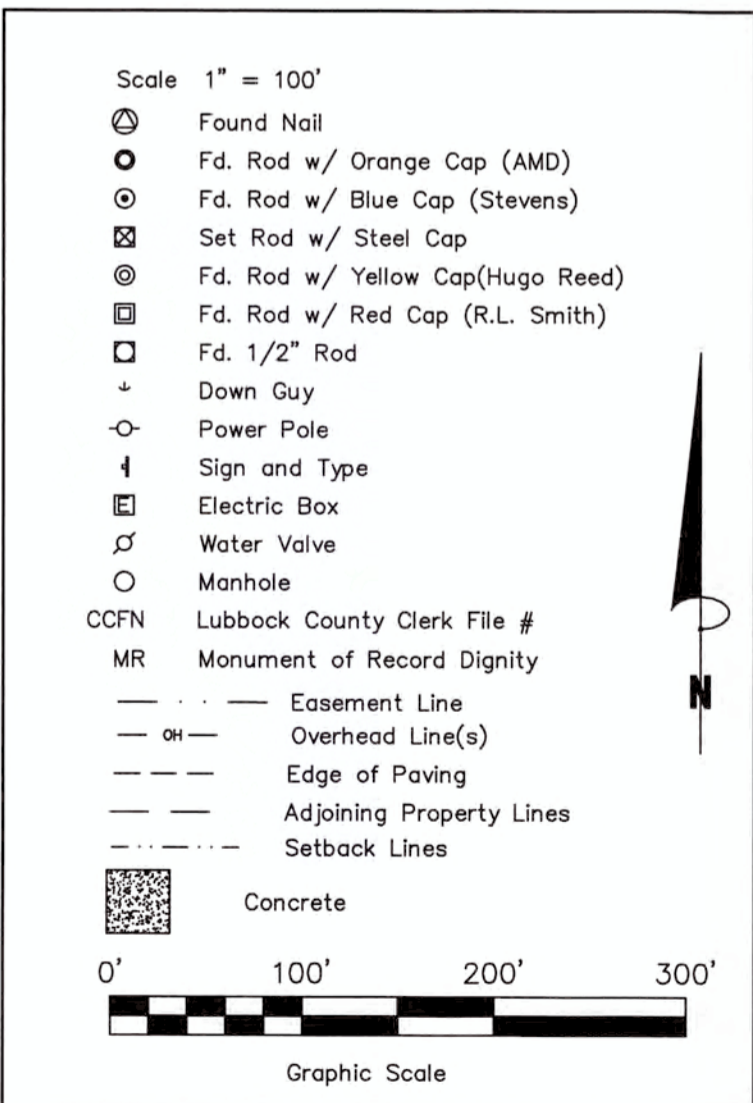 Scale 1" = 100'
Found Nail
Fd. Rod w/ Orange Cap (AMD)
Fd. Rod w/ Blue Cap (Stevens)
Set Rod w/ Steel Cap
Fd. Rod w/ Yellow Cap(Hugo Reed)
Fd. Rod w/ Red Cap (R.L. Smith)
Fd. 1/2" Rod
Down Guy
Power Pole
Sign and Type
E Electric Box
Water Valve
Manhole
CCFN Lubbock County Clerk File #
MR Monument of Record Dignity
N
Easement Line
OH Overhead Line(s)
Edge of Paving
Adjoining Property Lines
Setback Lines
Concrete
0' 100' 200' 300'
Graphic Scale